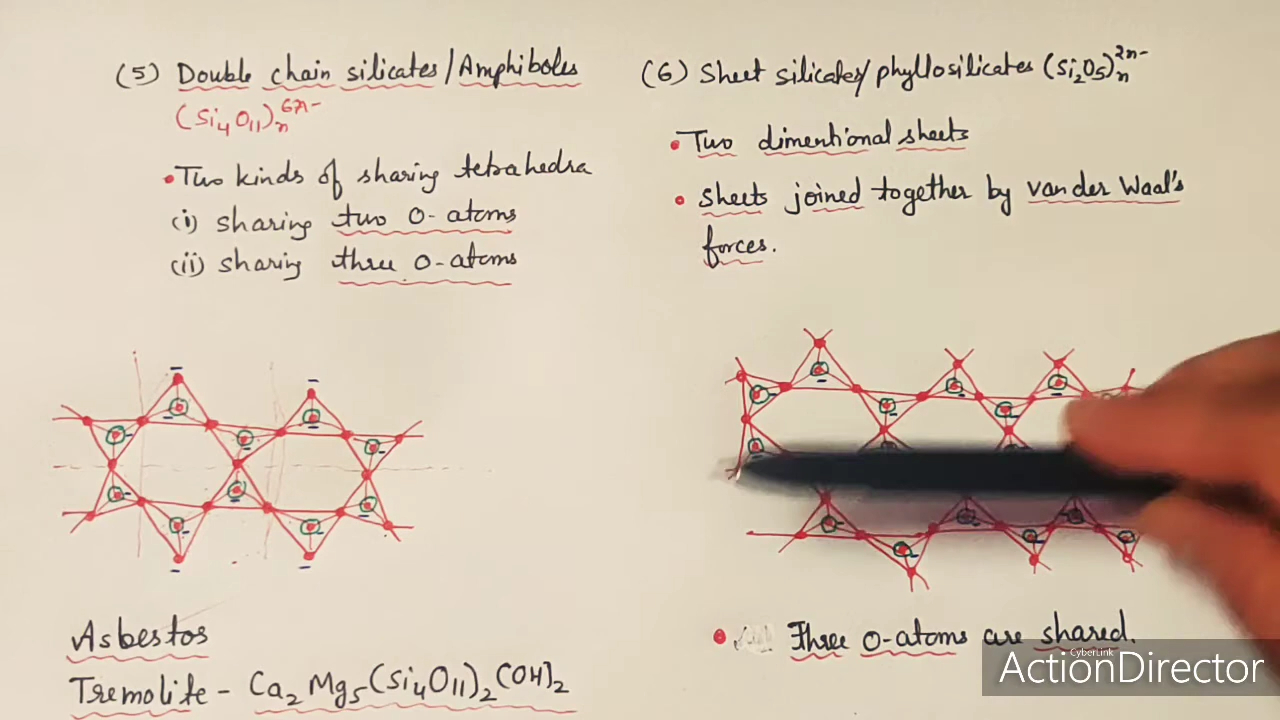 (5) Double chain silicates/Amphiboles
(Si₄O₁₁)ₙ⁶ⁿ⁻
• Two kinds of sharing tetrahedra
(i) sharing two O-atoms
(ii) sharing three O-atoms
Asbestos
Tremolite - Ca₂Mg₅(Si₄O₁₁)₂(OH)₂
(6) Sheet silicates/phyllosilicates (Si₂O₅)ₙ²ⁿ⁻
• Two dimentional sheets
• Sheets joined together by van der Waal's
forces.
• Three O-atoms are shared.
CyberLink
ActionDirector